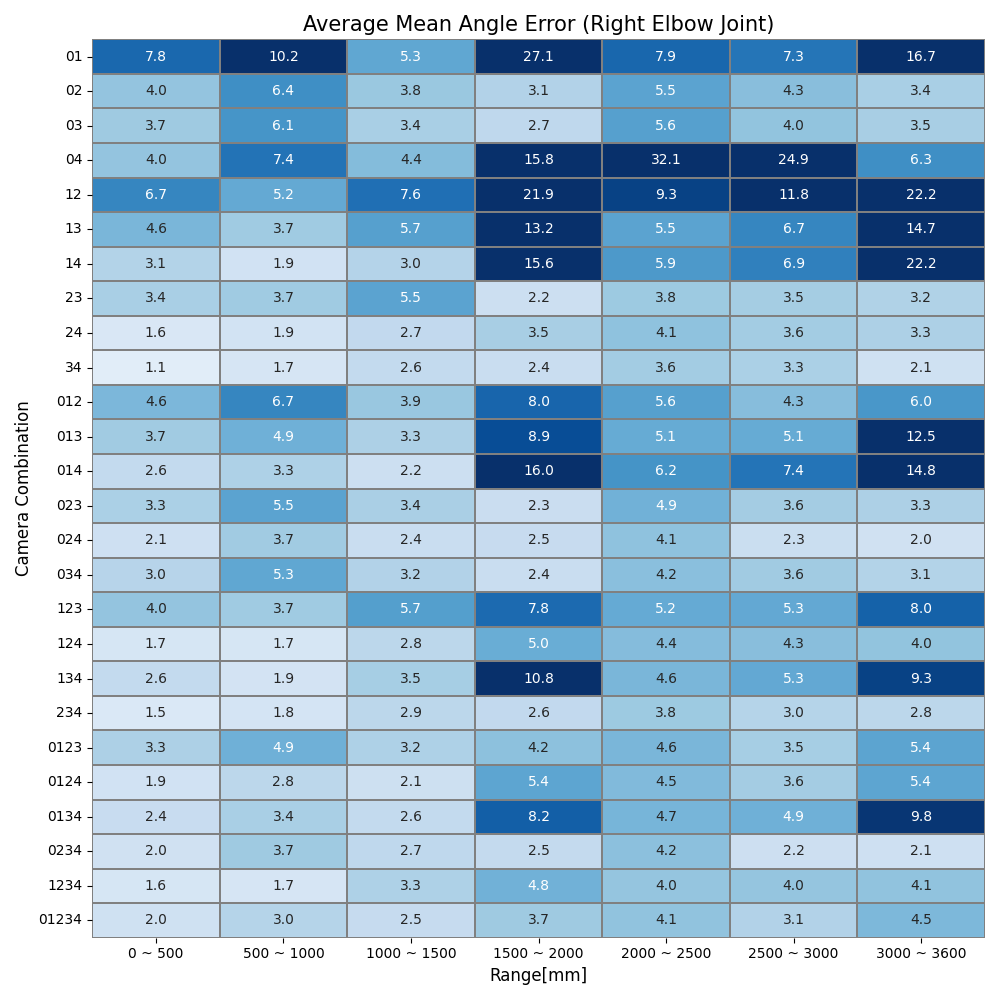 Average Mean Angle Error (Right Elbow Joint)
01 7.8 10.2 5.3 27.1 7.9 7.3 16.7
02 4.0 6.4 3.8 3.1 5.5 4.3 3.4
03 3.7 6.1 3.4 2.7 5.6 4.0 3.5
04 4.0 7.4 4.4 15.8 32.1 24.9 6.3
12 6.7 5.2 7.6 21.9 9.3 11.8 22.2
13 4.6 3.7 5.7 13.2 5.5 6.7 14.7
14 3.1 1.9 3.0 15.6 5.9 6.9 22.2
23 3.4 3.7 5.5 2.2 3.8 3.5 3.2
24 1.6 1.9 2.7 3.5 4.1 3.6 3.3
34 1.1 1.7 2.6 2.4 3.6 3.3 2.1
012 4.6 6.7 3.9 8.0 5.6 4.3 6.0
013 3.7 4.9 3.3 8.9 5.1 5.1 12.5
014 2.6 3.3 2.2 16.0 6.2 7.4 14.8
023 3.3 5.5 3.4 2.3 4.9 3.6 3.3
024 2.1 3.7 2.4 2.5 4.1 2.3 2.0
034 3.0 5.3 3.2 2.4 4.2 3.6 3.1
123 4.0 3.7 5.7 7.8 5.2 5.3 8.0
124 1.7 1.7 2.8 5.0 4.4 4.3 4.0
134 2.6 1.9 3.5 10.8 4.6 5.3 9.3
234 1.5 1.8 2.9 2.6 3.8 3.0 2.8
0123 3.3 4.9 3.2 4.2 4.6 3.5 5.4
0124 1.9 2.8 2.1 5.4 4.5 3.6 5.4
0134 2.4 3.4 2.6 8.2 4.7 4.9 9.8
0234 2.0 3.7 2.7 2.5 4.2 2.2 2.1
1234 1.6 1.7 3.3 4.8 4.0 4.0 4.1
01234 2.0 3.0 2.5 3.7 4.1 3.1 4.5
0 ~ 500 500 ~ 1000 1000 ~ 1500 1500 ~ 2000 2000 ~ 2500 2500 ~ 3000 3000 ~ 3600
Range[mm]
Camera Combination